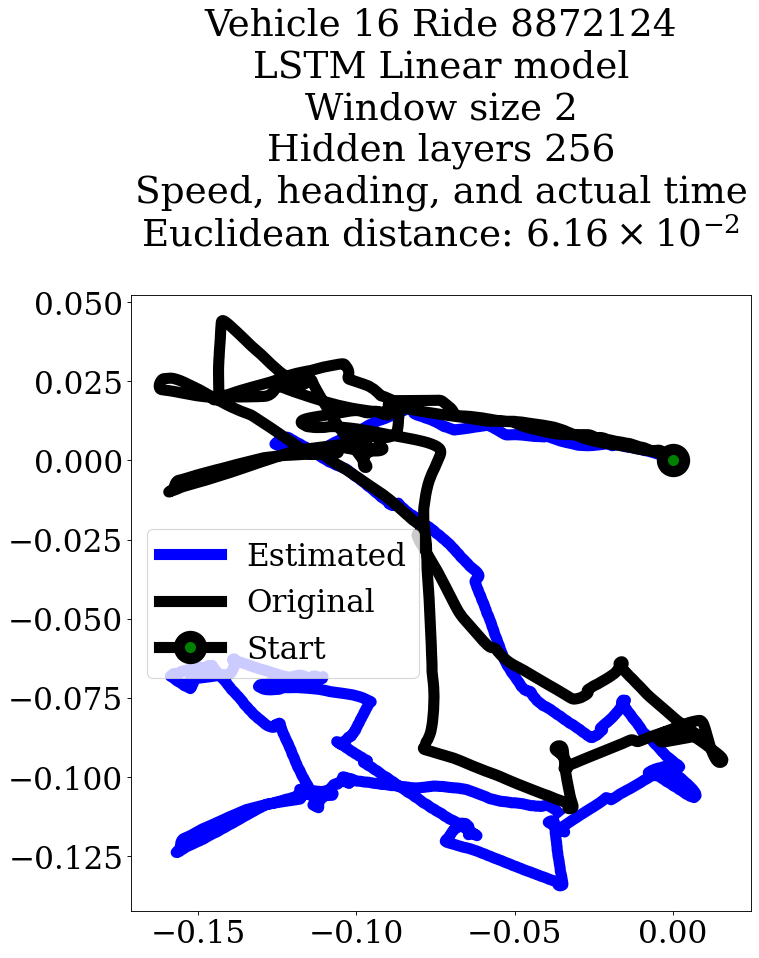 Vehicle 16 Ride 8872124
LSTM Linear model
Window size 2
Hidden layers 256
Speed, heading, and actual time
Euclidean distance: 6.16 × 10⁻²
0.050
0.025
0.000
−0.025
−0.050
−0.075
−0.100
−0.125
Estimated
Original
Start
−0.15
−0.10
−0.05
0.00